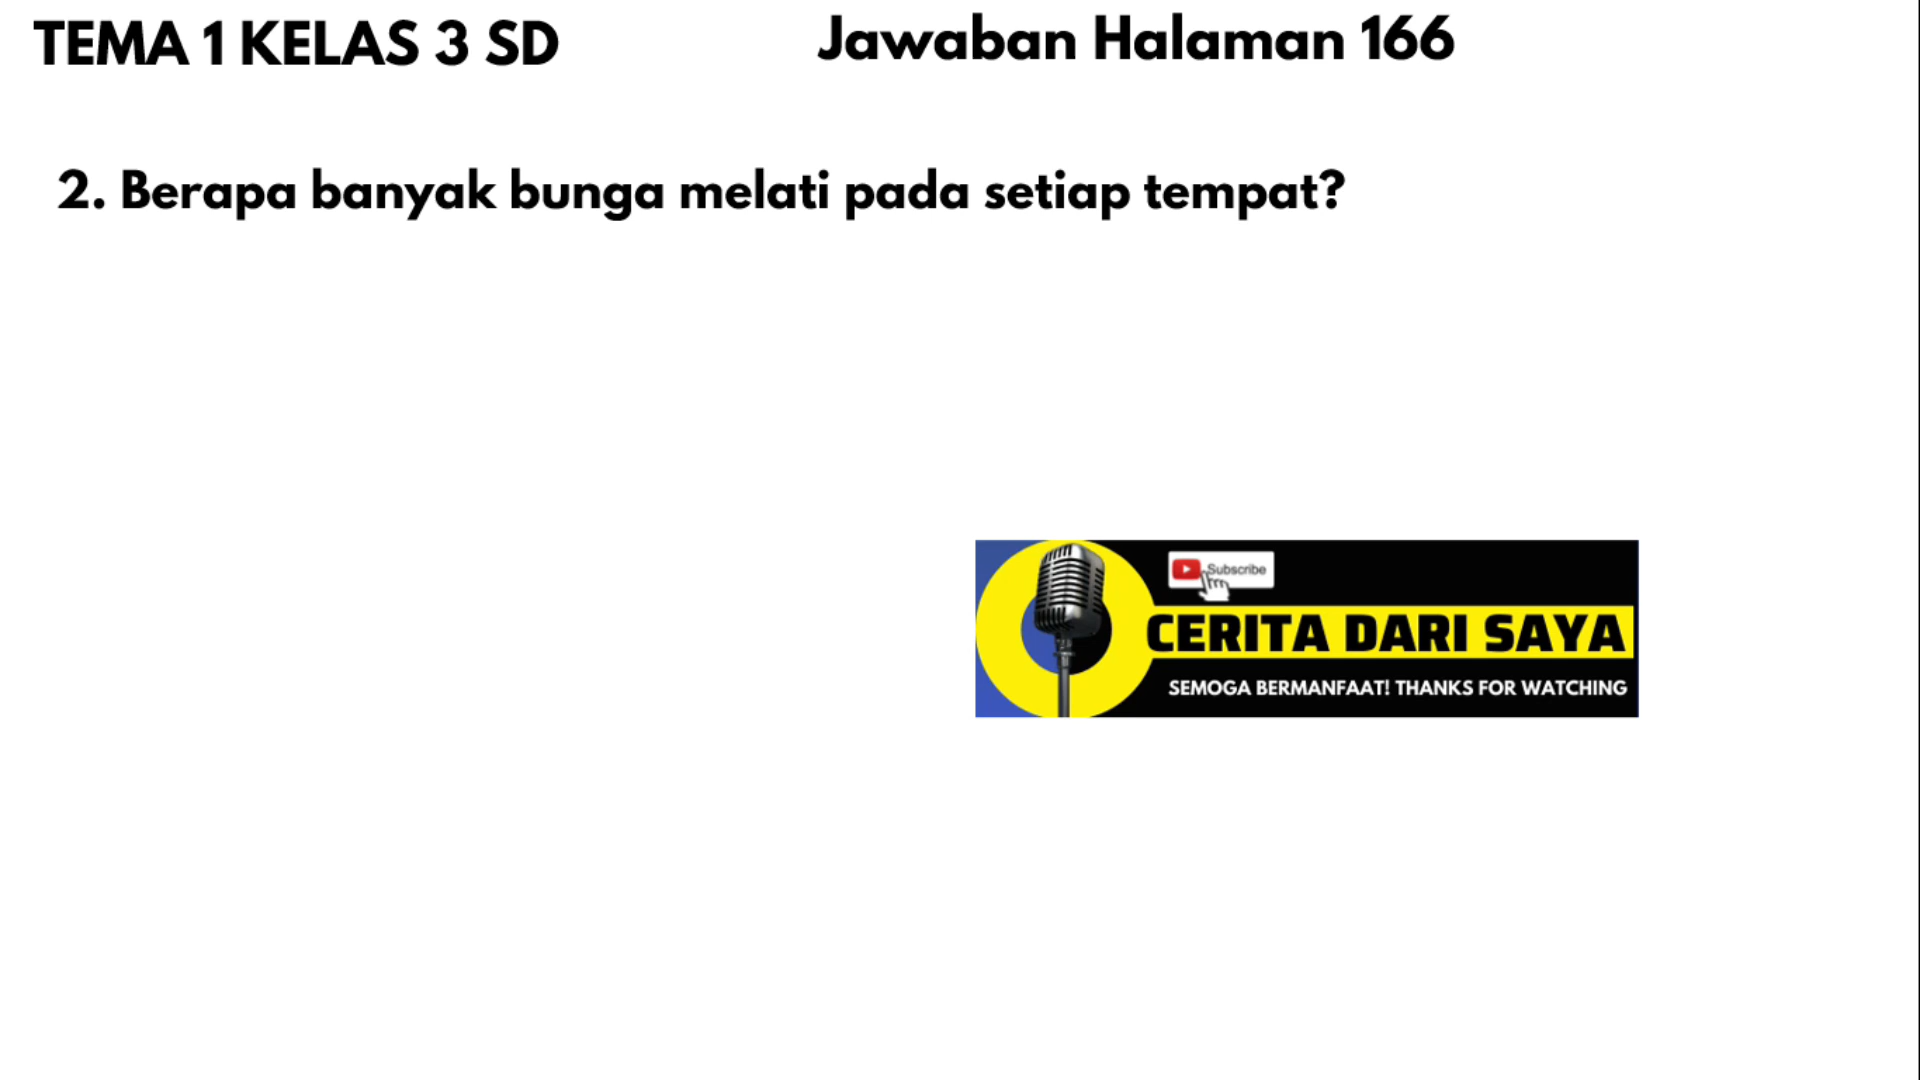 TEMA 1 KELAS 3 SD
Jawaban Halaman 166
2. Berapa banyak bunga melati pada setiap tempat?
Subscribe
CERITA DARI SAYA
SEMOGA BERMANFAAT! THANKS FOR WATCHING